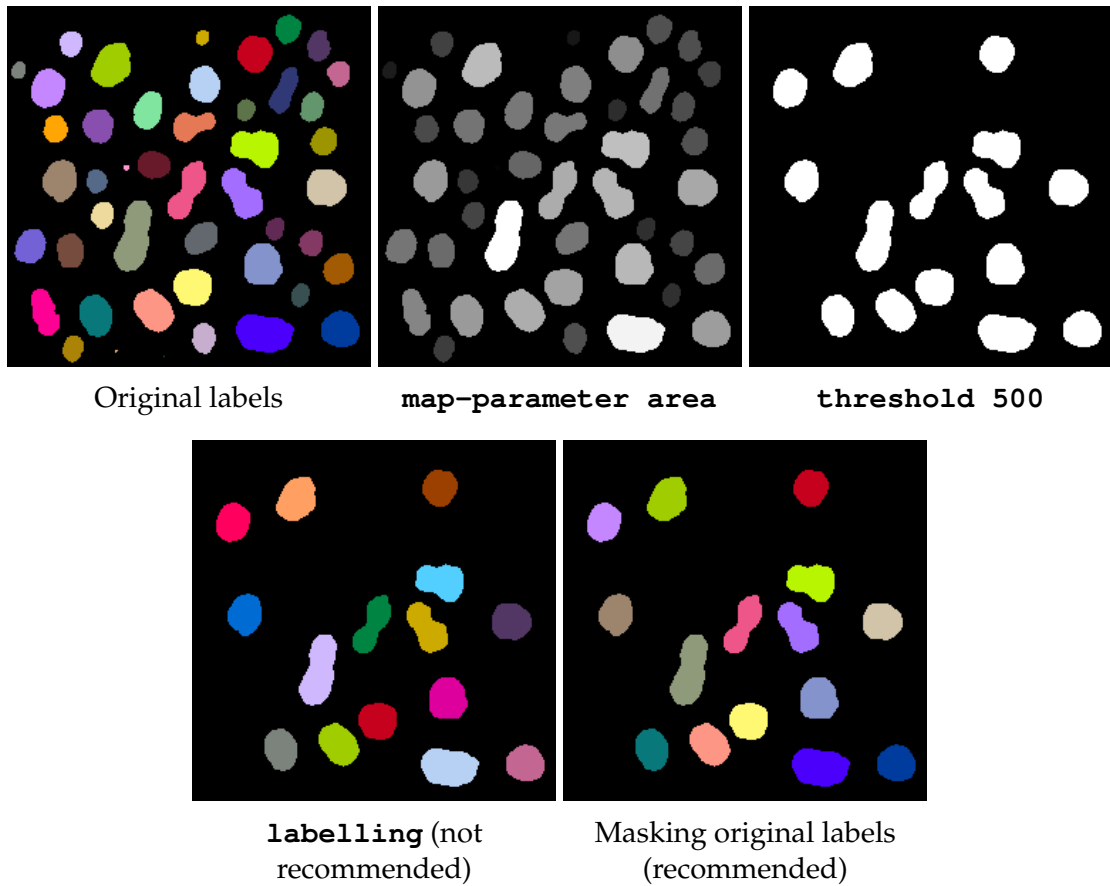 Original labels
map-parameter area
threshold 500
labelling (not
recommended)
Masking original labels
(recommended)